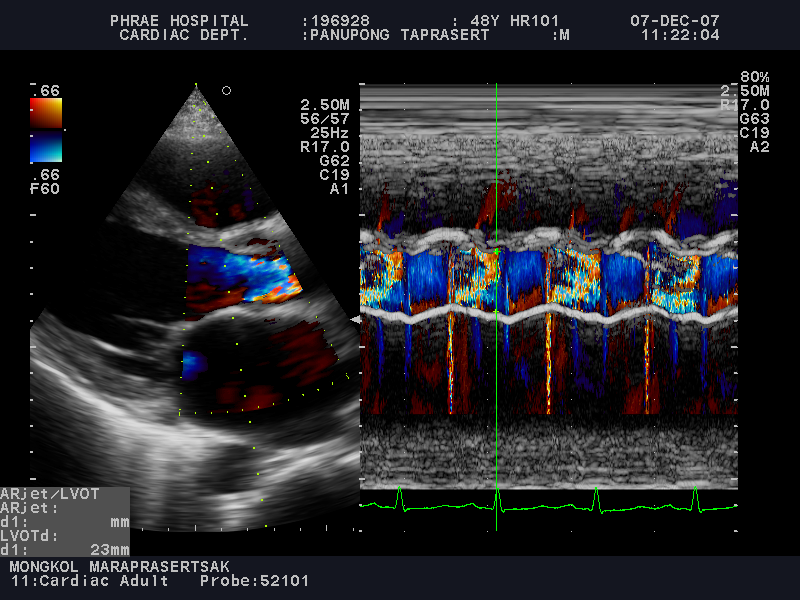 PHRAE HOSPITAL :196928 : 48Y HR101 07-DEC-07
CARDIAC DEPT. :PANUPONG TAPRASERT :M 11:22:04
.66
.66
F60
2.50M
56/57
25Hz
R17.0
G62
C19
A1
80%
2.50M
R17.0
G63
C19
A2
ARjet/LVOT
ARjet:
d1: mm
LVOTd:
d1: 23mm
MONGKOL MARAPRASERTSAK
11:Cardiac Adult Probe:52101